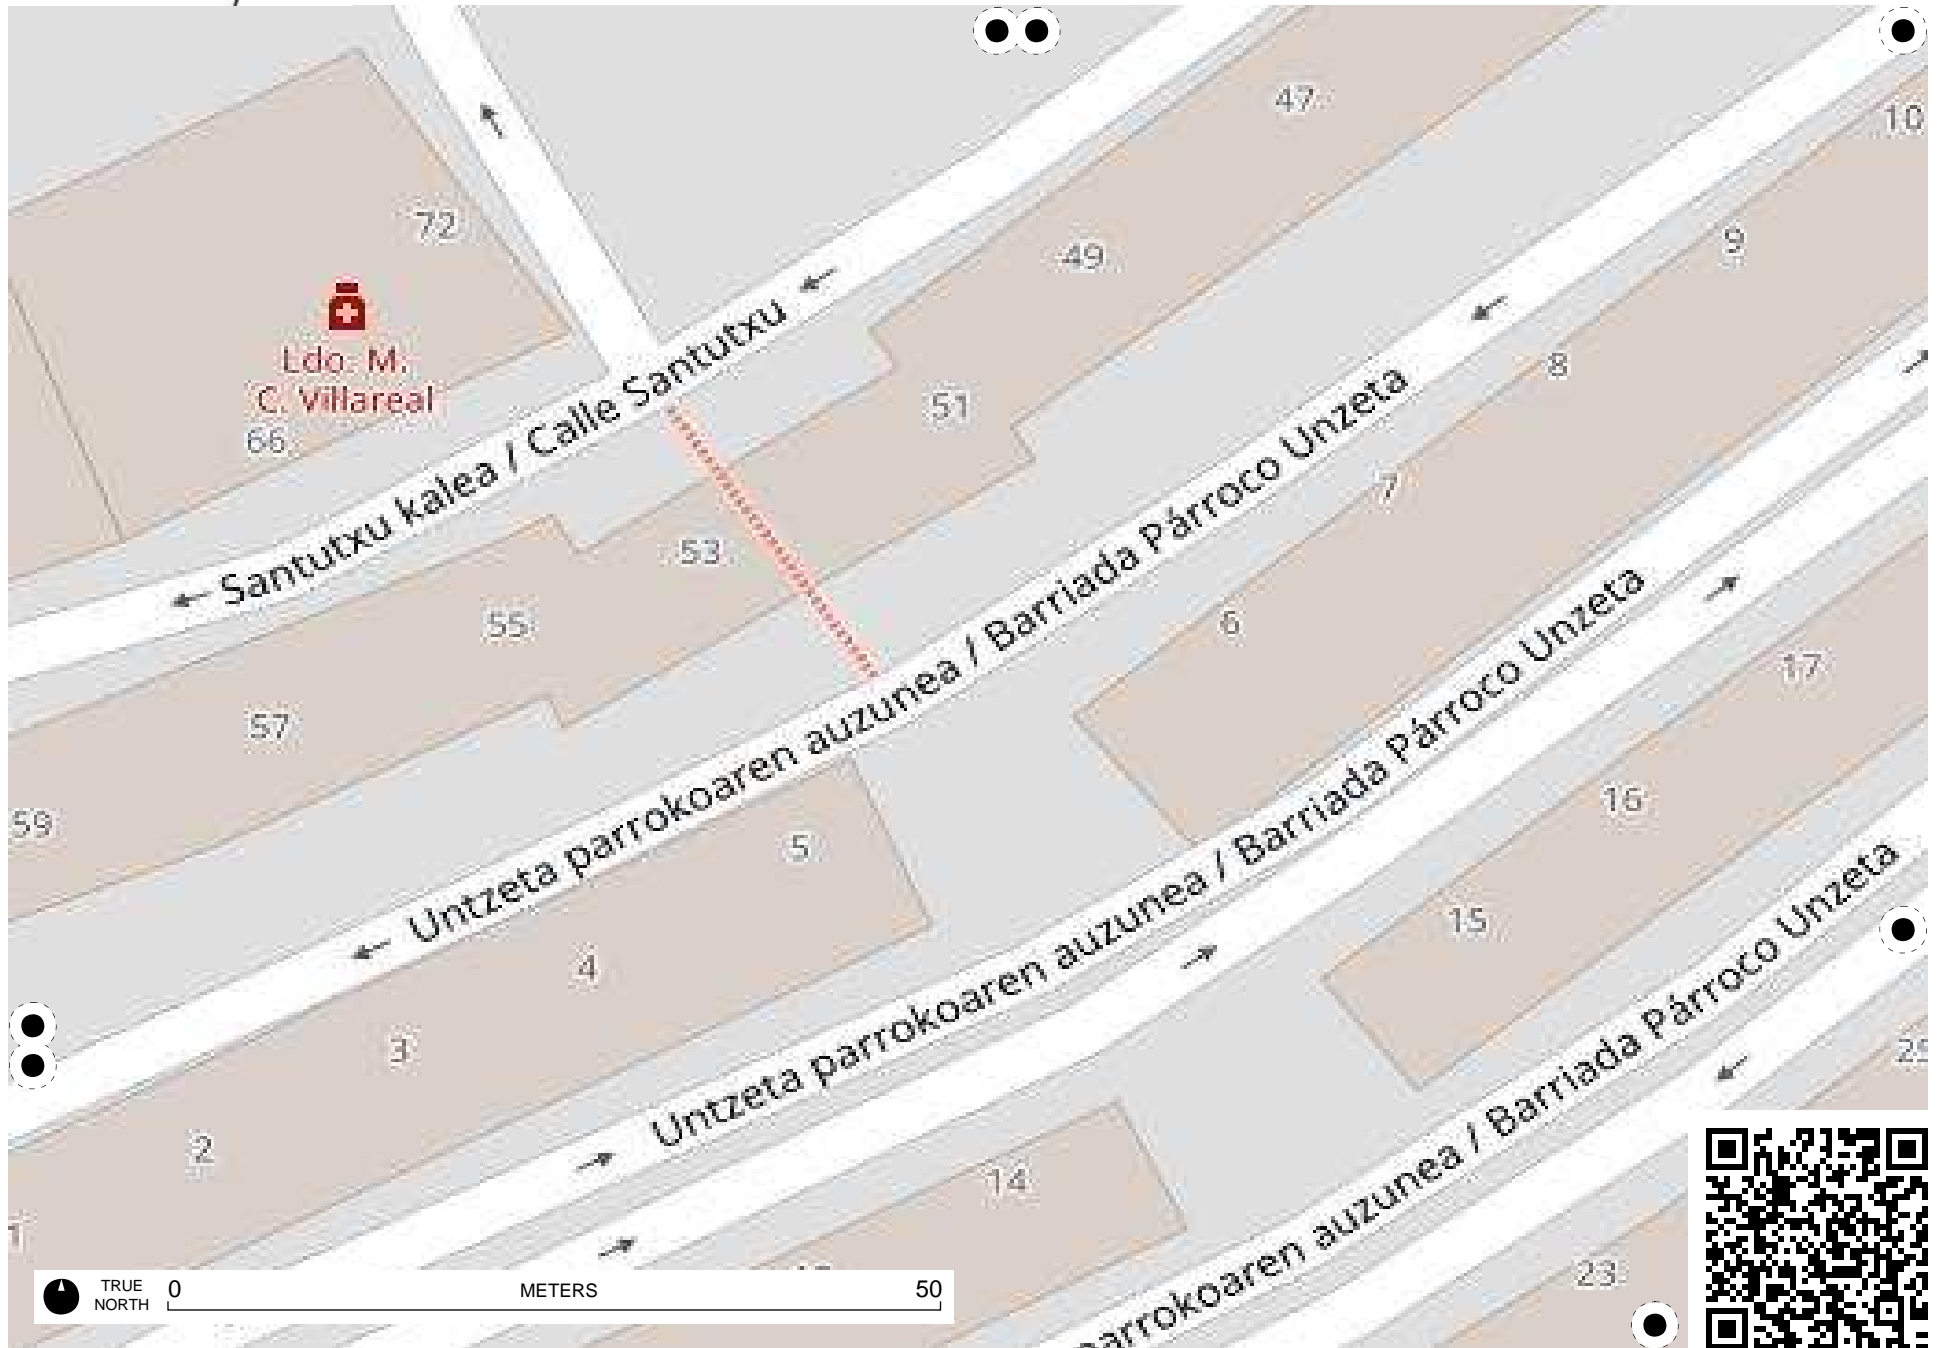 47
10
72
9
49
Ldo. M.
C. Villareal
66
Santutxu kalea / Calle Santutxu
51
8
7
53
6
55
57
59
Untzeta parrokoaren auzunea / Barriada Párroco Unzeta
17
16
5
15
4
3
Untzeta parrokoaren auzunea / Barriada Párroco Unzeta
2
14
1
parrokoaren auzunea / Barriada Párroco Unzeta
23
TRUE
NORTH
0 METERS 50